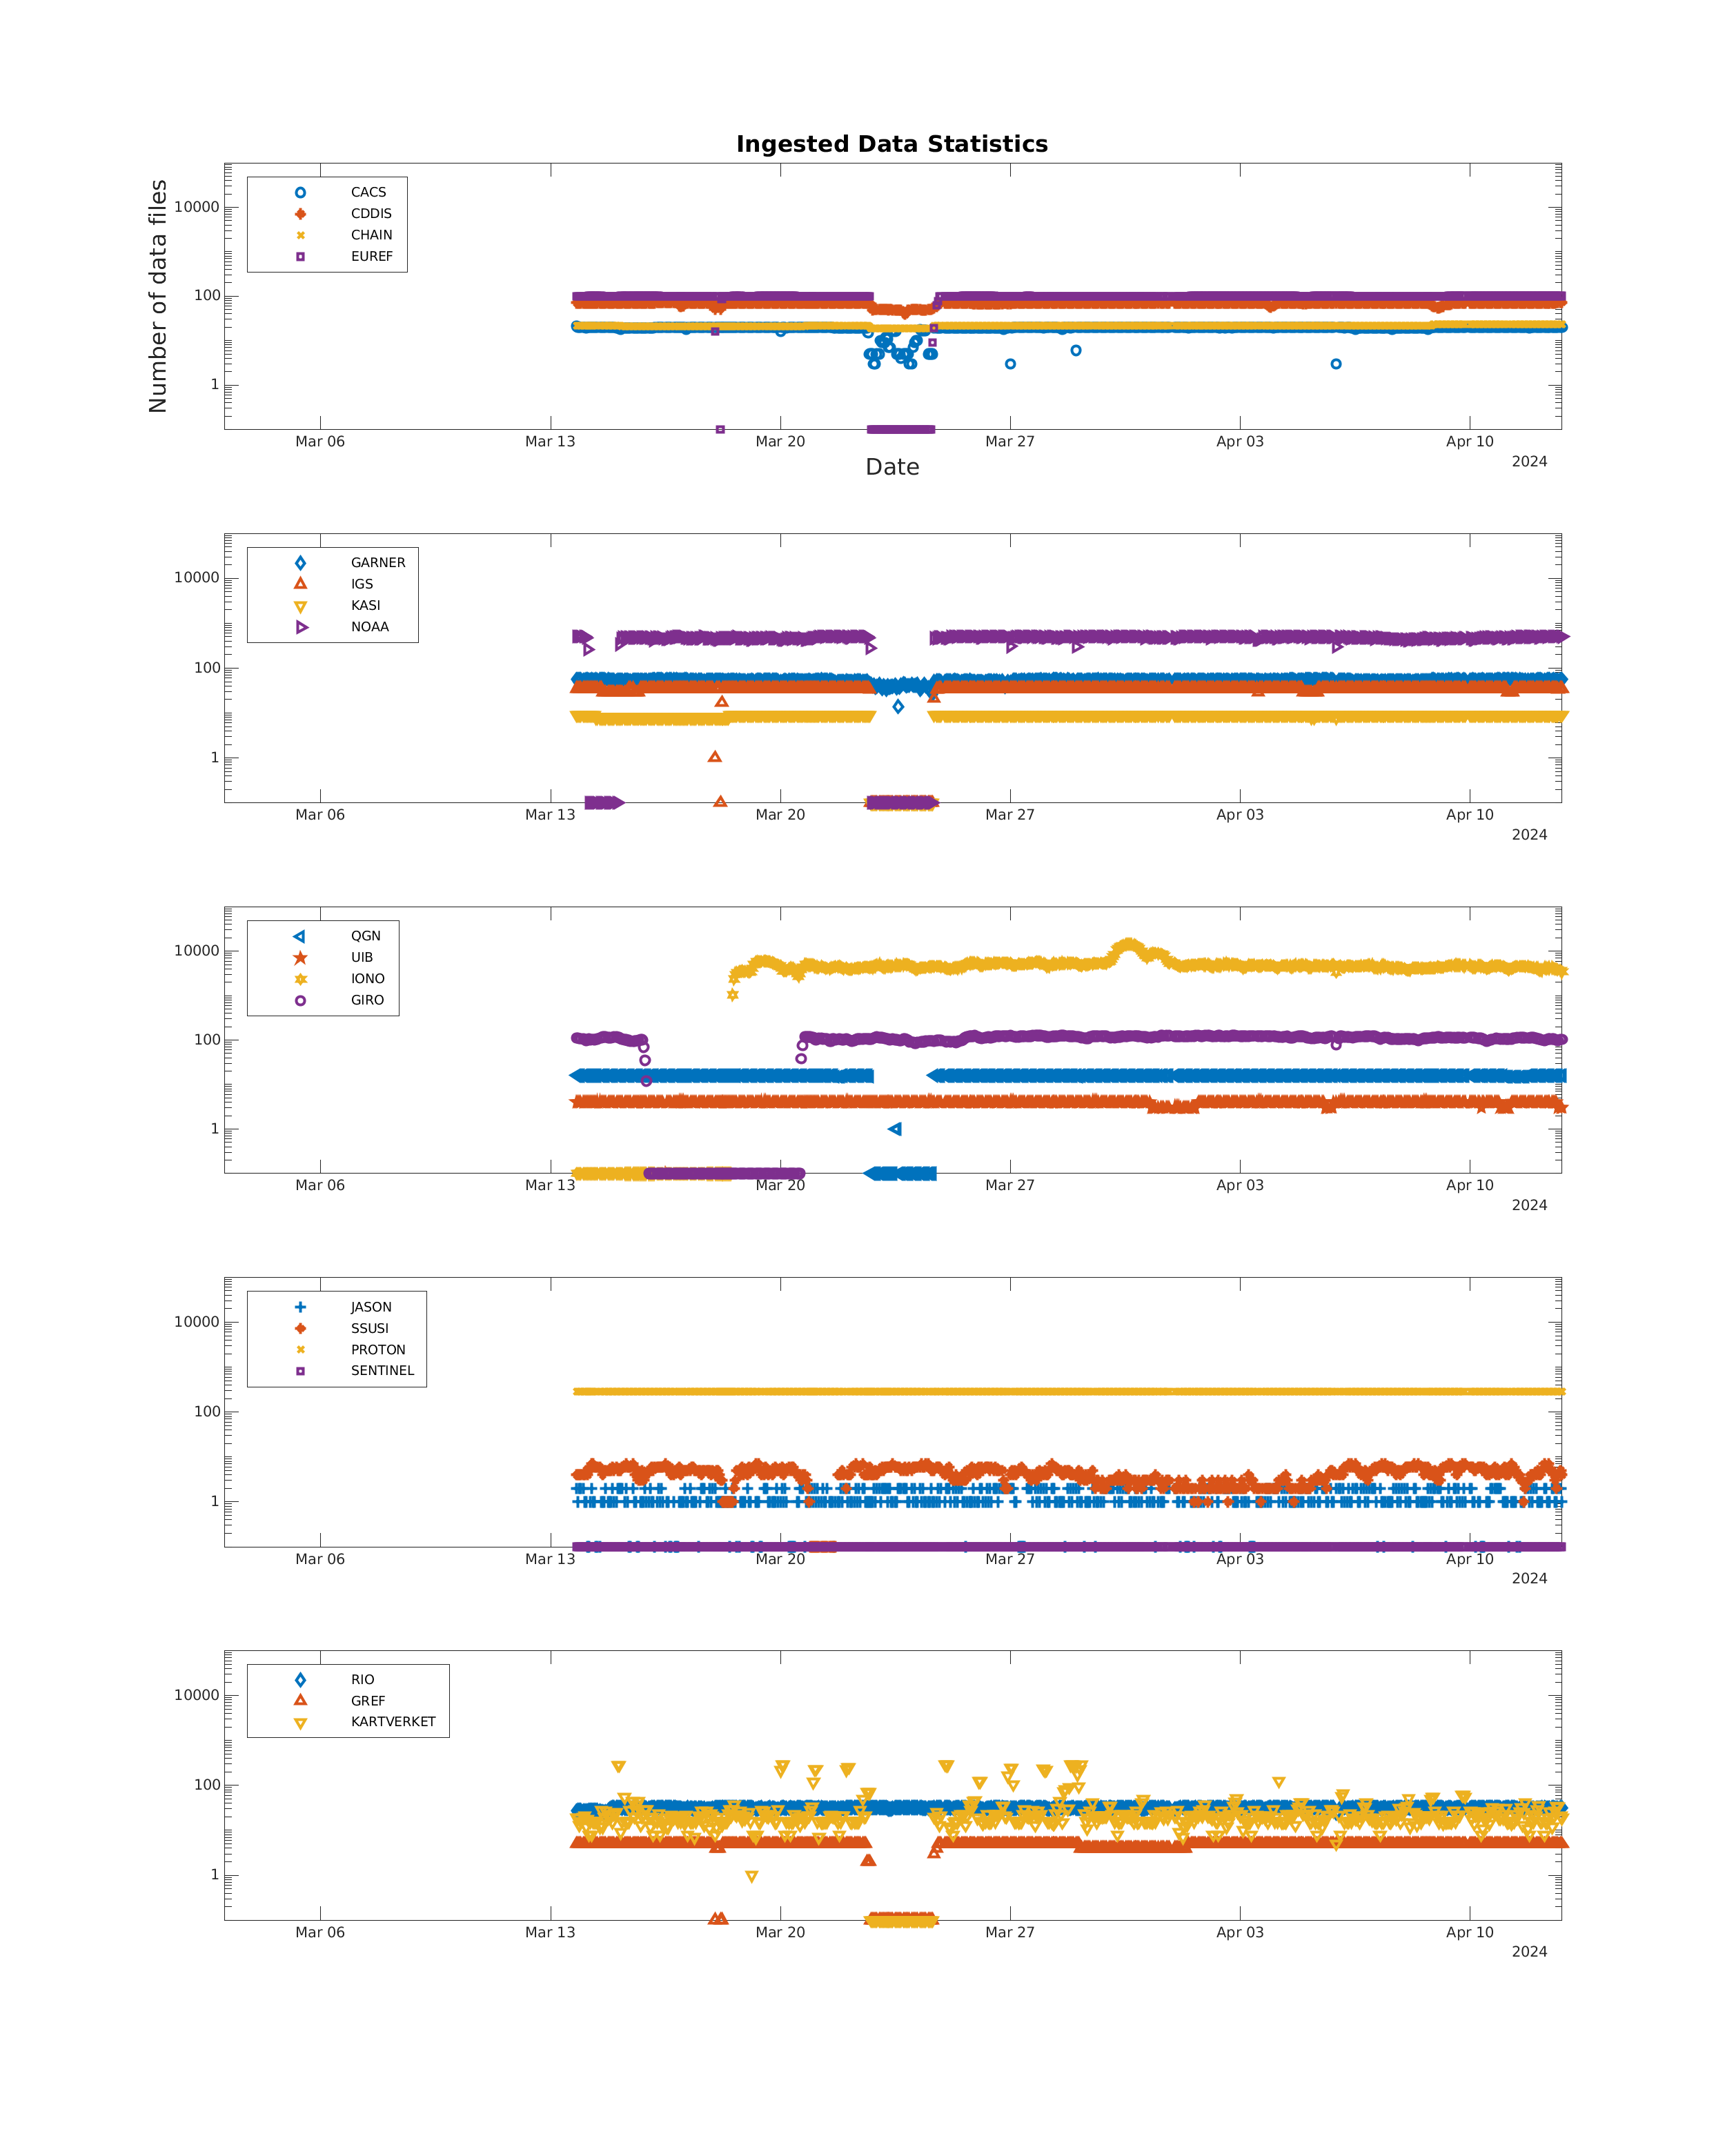 Ingested Data Statistics
Number of data files
10000
100
1
CACS
CDDIS
CHAIN
EUREF
Mar 06 Mar 13 Mar 20 Mar 27 Apr 03 Apr 10
2024
Date
10000
100
1
GARNER
IGS
KASI
NOAA
Mar 06 Mar 13 Mar 20 Mar 27 Apr 03 Apr 10
2024
10000
100
1
QGN
UIB
IONO
GIRO
Mar 06 Mar 13 Mar 20 Mar 27 Apr 03 Apr 10
2024
10000
100
1
JASON
SSUSI
PROTON
SENTINEL
Mar 06 Mar 13 Mar 20 Mar 27 Apr 03 Apr 10
2024
10000
100
1
RIO
GREF
KARTVERKET
Mar 06 Mar 13 Mar 20 Mar 27 Apr 03 Apr 10
2024